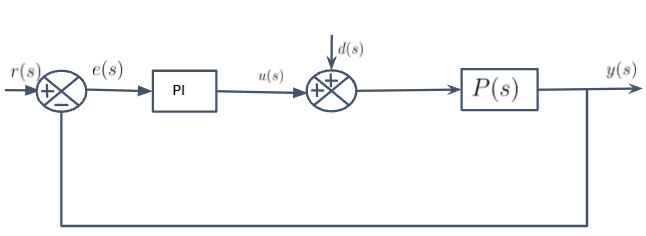 d(s)
r(s) e(s) u(s) y(s)
+ PI + + P(s)
−